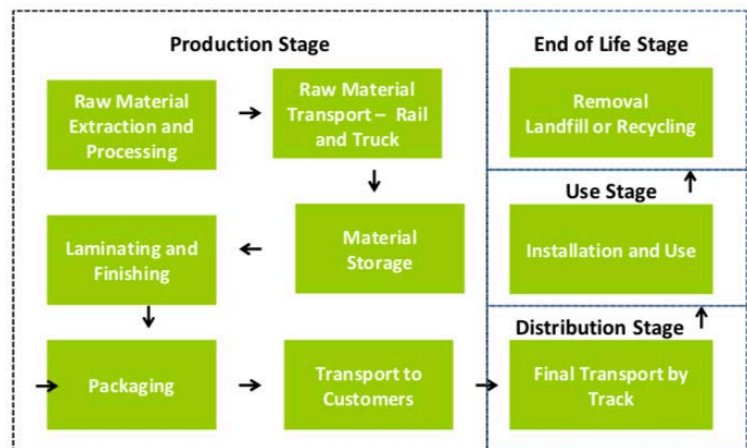 Production Stage
Raw Material
Extraction and
Processing
Raw Material
Transport – Rail
and Truck
Material
Storage
Laminating and
Finishing
Packaging
Transport to
Customers
End of Life Stage
Removal
Landfill or Recycling
Use Stage
Installation and Use
Distribution Stage
Final Transport by
Track